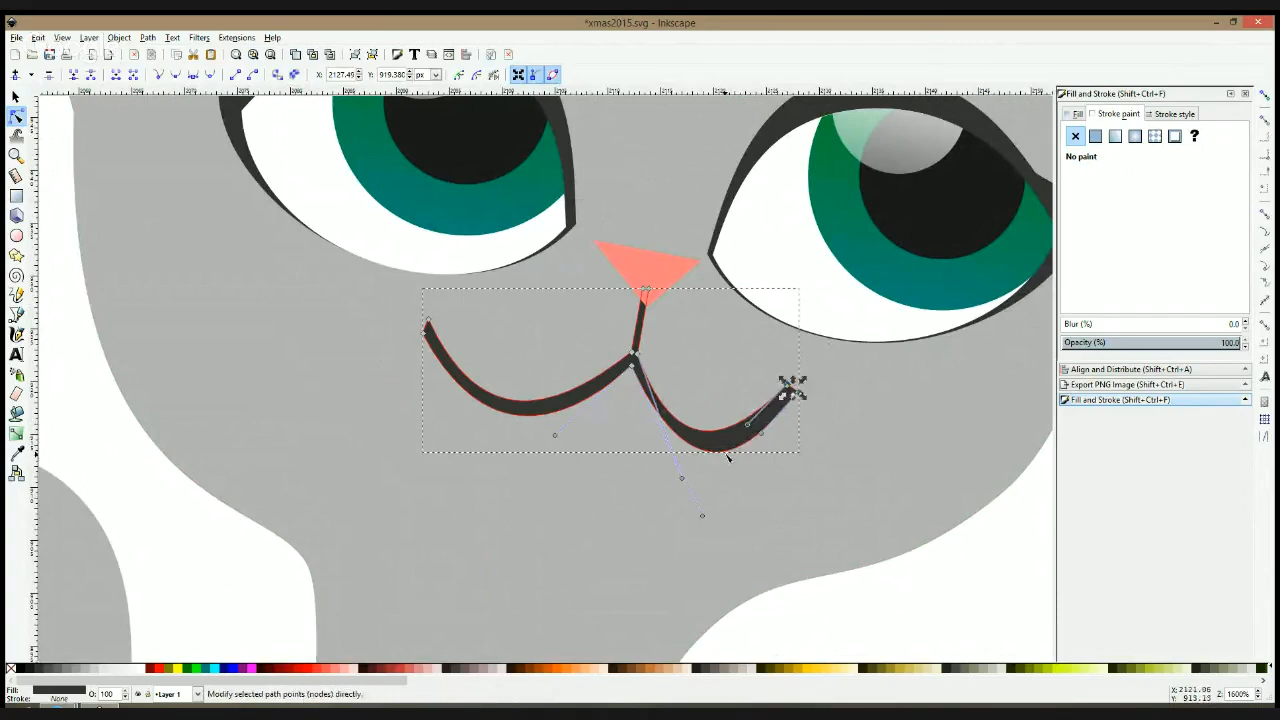 *xmas2015.svg - Inkscape
File Edit View Layer Object Path Text Filters Extensions Help
X: 2127.49 Y: 919.380 px
Fill and Stroke (Shift+Ctrl+F)
Fill Stroke paint Stroke style
?
No paint
Blur (%) 0.0
Opacity (%) 100.0
Align and Distribute (Shift+Ctrl+A)
Export PNG Image (Shift+Ctrl+E)
Fill and Stroke (Shift+Ctrl+F)
Fill: O: 100 Layer 1 Modify selected path points (nodes) directly. X: 2121.06 Z: 1600%
Stroke: None Y: 913.13